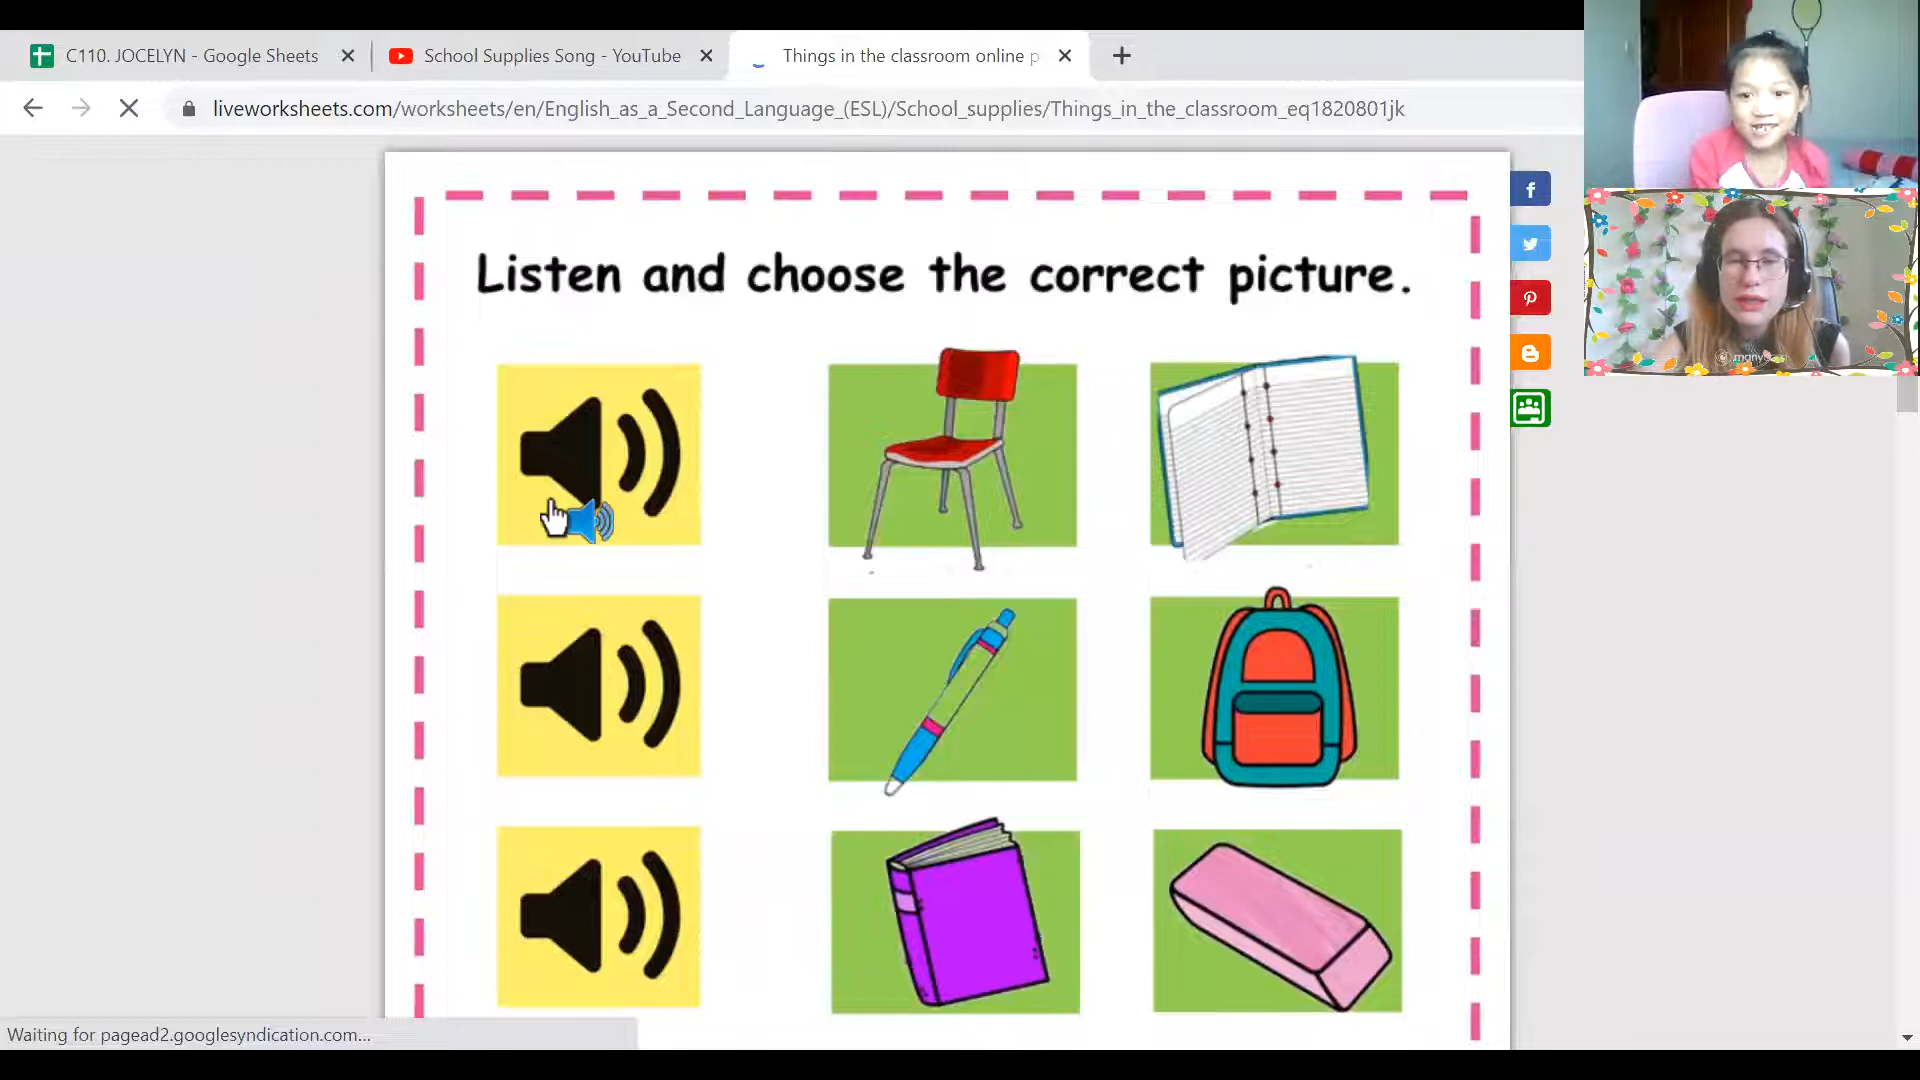 C110. JOCELYN - Google Sheets
School Supplies Song - YouTube
Things in the classroom online p
liveworksheets.com/worksheets/en/English_as_a_Second_Language_(ESL)/School_supplies/Things_in_the_classroom_eq1820801jk
Listen and choose the correct picture.
Waiting for pagead2.googlesyndication.com...